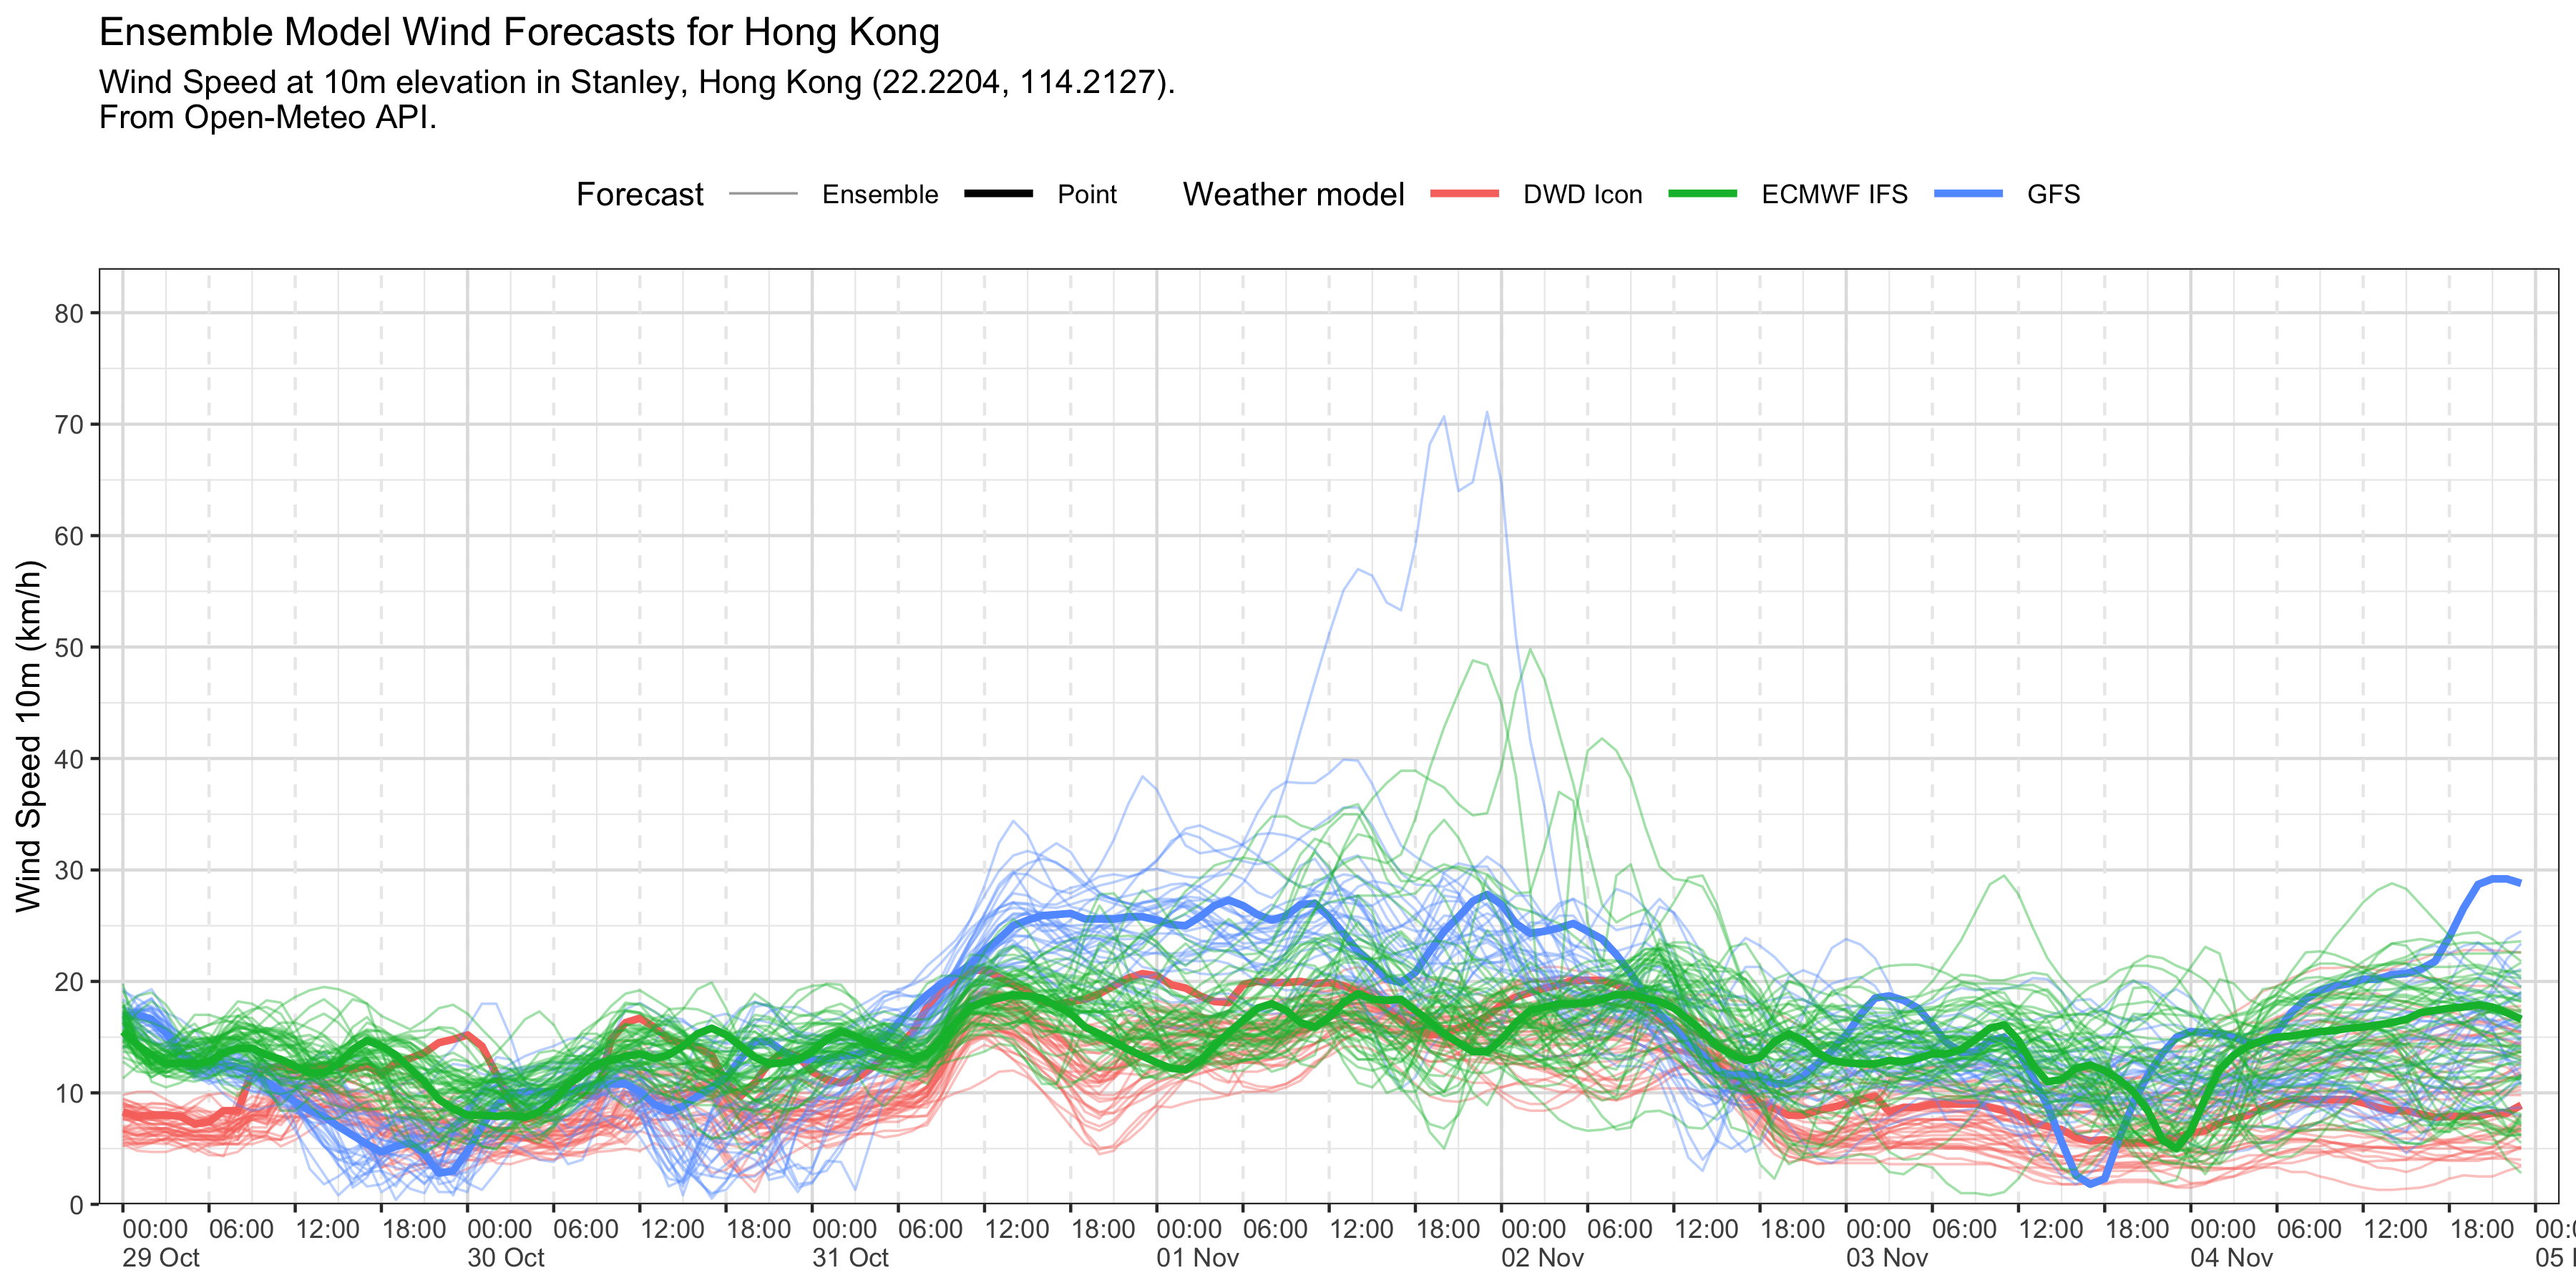 Ensemble Model Wind Forecasts for Hong Kong
Wind Speed at 10m elevation in Stanley, Hong Kong (22.2204, 114.2127).
From Open-Meteo API.
Forecast Ensemble Point Weather model DWD Icon ECMWF IFS GFS
Wind Speed 10m (km/h)
80
70
60
50
40
30
20
10
0
00:00 06:00 12:00 18:00 00:00 06:00 12:00 18:00 00:00 06:00 12:00 18:00 00:00 06:00 12:00 18:00 00:00 06:00 12:00 18:00 00:00 06:00 12:00 18:00 00:00 06:00 12:00 18:00
29 Oct 30 Oct 31 Oct 01 Nov 02 Nov 03 Nov 04 Nov 05